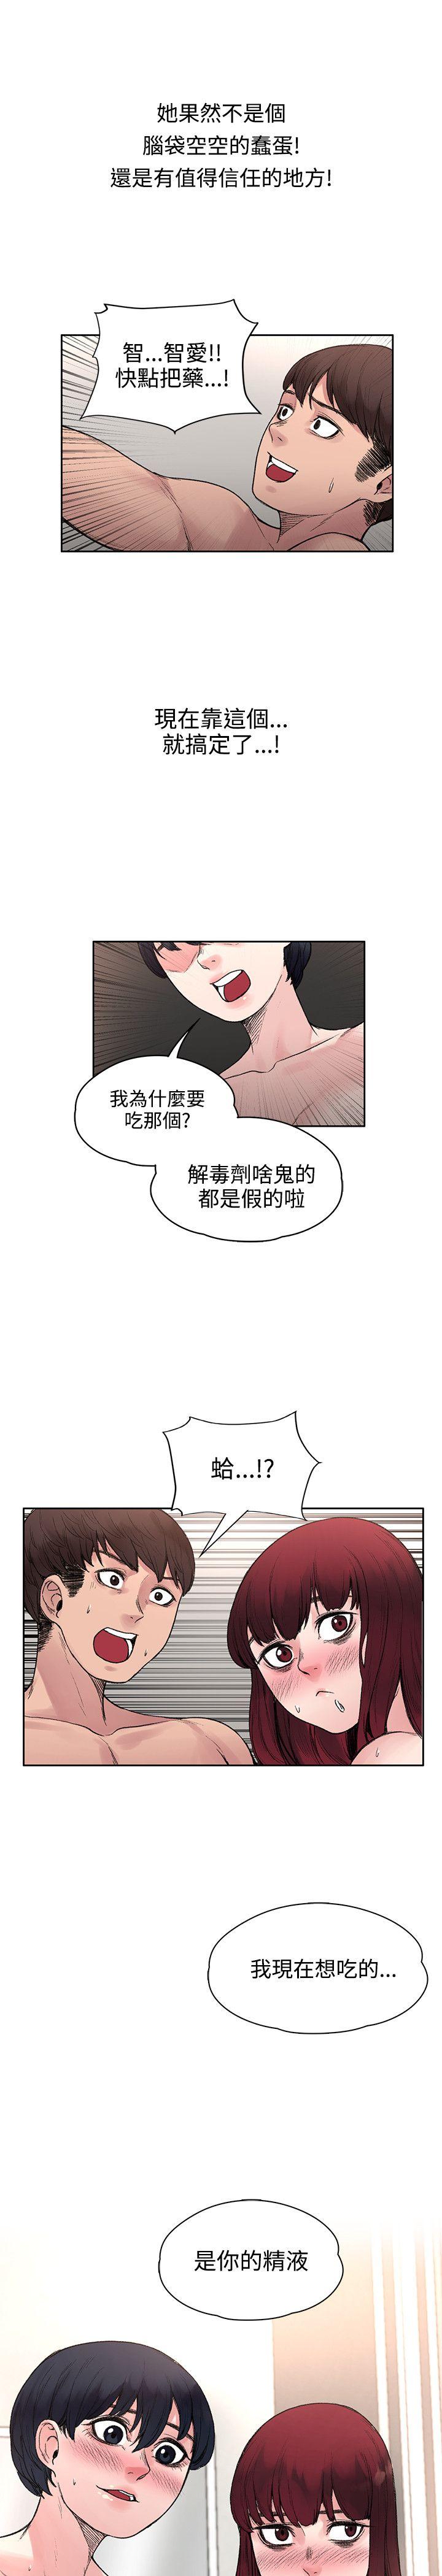 她果然不是個
腦袋空空的蠢蛋!
還是有值得信任的地方!
智...智愛!!
快點把藥...!
現在靠這個...
就搞定了...!
我為什麼要
吃那個?
解毒劑啥鬼的
都是假的啦
蛤...!?
我現在想吃的...
是你的精液